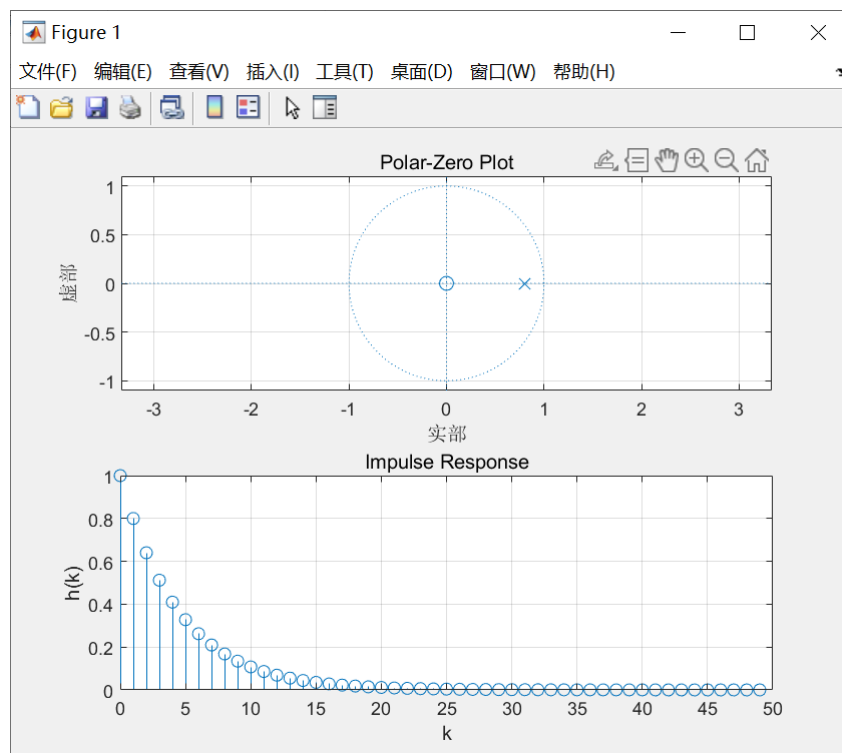 Figure 1
文件(F) 编辑(E) 查看(V) 插入(I) 工具(T) 桌面(D) 窗口(W) 帮助(H)
Polar-Zero Plot
1
0.5
0
-0.5
-1
虚部
-3 -2 -1 0 1 2 3
实部
Impulse Response
1
0.8
0.6
0.4
0.2
0
h(k)
0 5 10 15 20 25 30 35 40 45 50
k